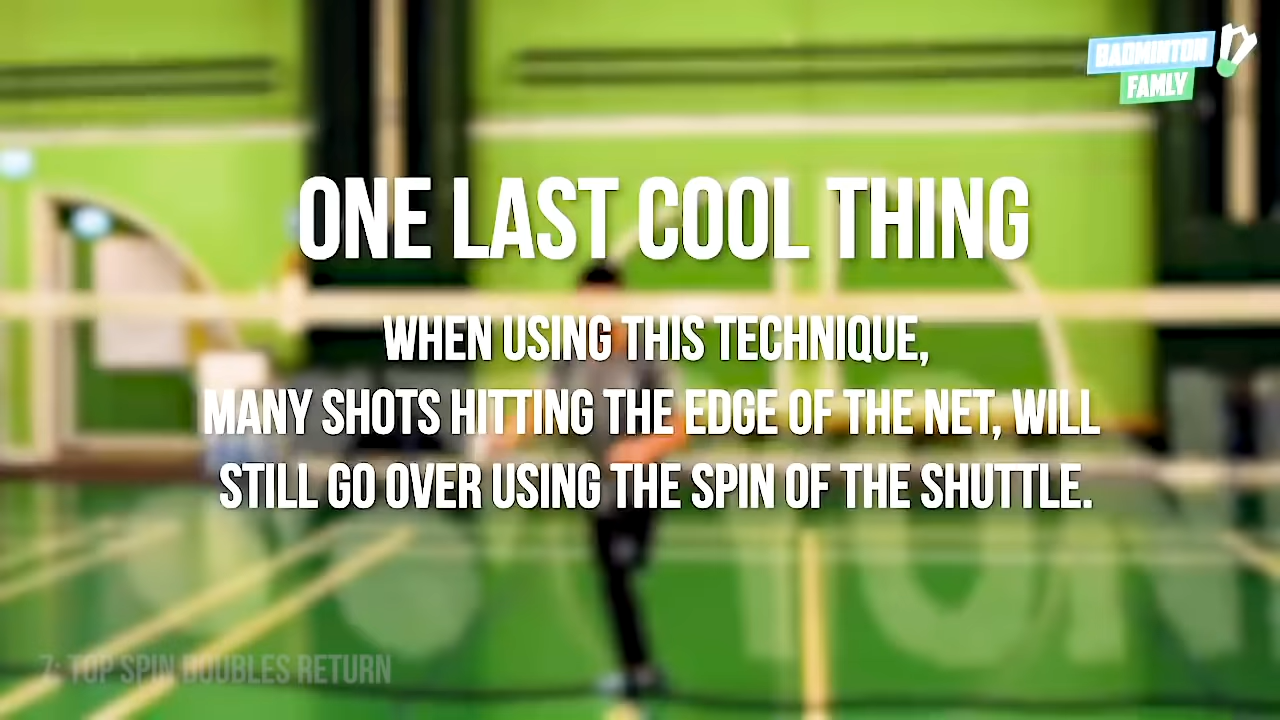 BADMINTON
FAMLY
ONE LAST COOL THING
WHEN USING THIS TECHNIQUE,
MANY SHOTS HITTING THE EDGE OF THE NET, WILL
STILL GO OVER USING THE SPIN OF THE SHUTTLE.
7: TOP SPIN DOUBLES RETURN